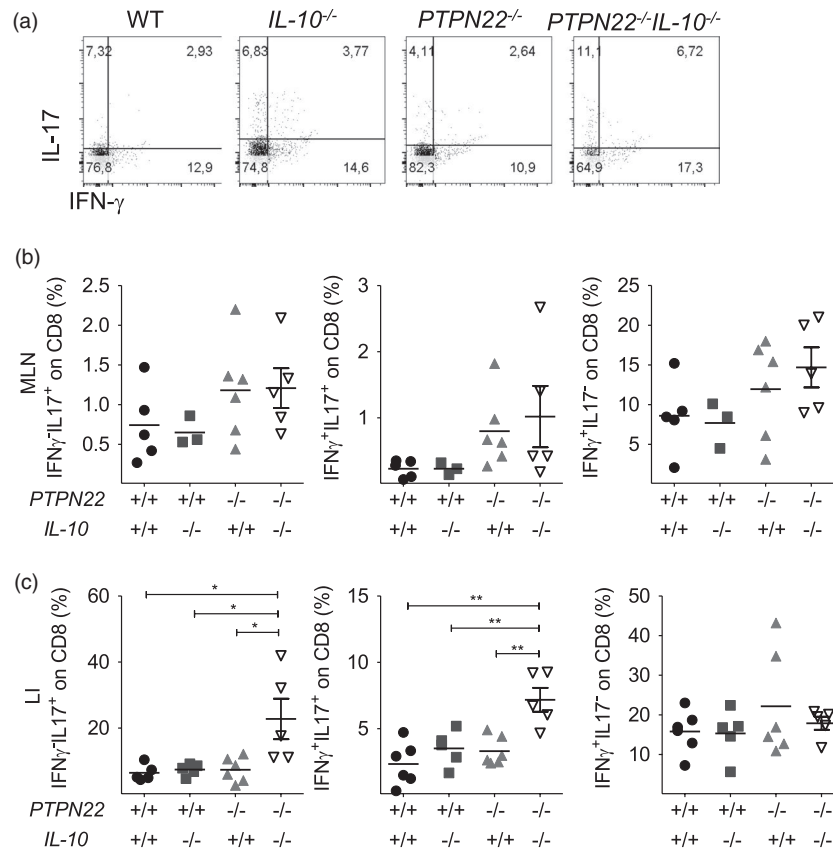 (a)
WT IL-10-/- PTPN22-/- PTPN22-/-IL-10-/-
7,32 2,93 6,83 3,77 4,11 2,64 11,1 6,72
IL-17
76,8 12,9 74,8 14,6 82,3 10,9 64,9 17,3
IFN-γ
(b)
MLN
IFNγ-IL17+ on CD8 (%)
2.5
2.0
1.5
1.0
0.5
IFNγ+IL17+ on CD8 (%)
3
2
1
0
IFNγ+IL17- on CD8 (%)
25
20
15
10
5
0
PTPN22 +/+ +/+ -/- -/- +/+ +/+ -/- -/- +/+ +/+ -/- -/-
IL-10 +/+ -/- +/+ -/- +/+ -/- +/+ -/- +/+ -/- +/+ -/-
(c)
LI
IFNγ-IL17+ on CD8 (%)
60
40
20
*
*
*
IFNγ+IL17+ on CD8 (%)
15
10
5
0
**
**
**
IFNγ+IL17- on CD8 (%)
50
40
30
20
10
PTPN22 +/+ +/+ -/- -/- +/+ +/+ -/- -/- +/+ +/+ -/- -/-
IL-10 +/+ -/- +/+ -/- +/+ -/- +/+ -/- +/+ -/- +/+ -/-